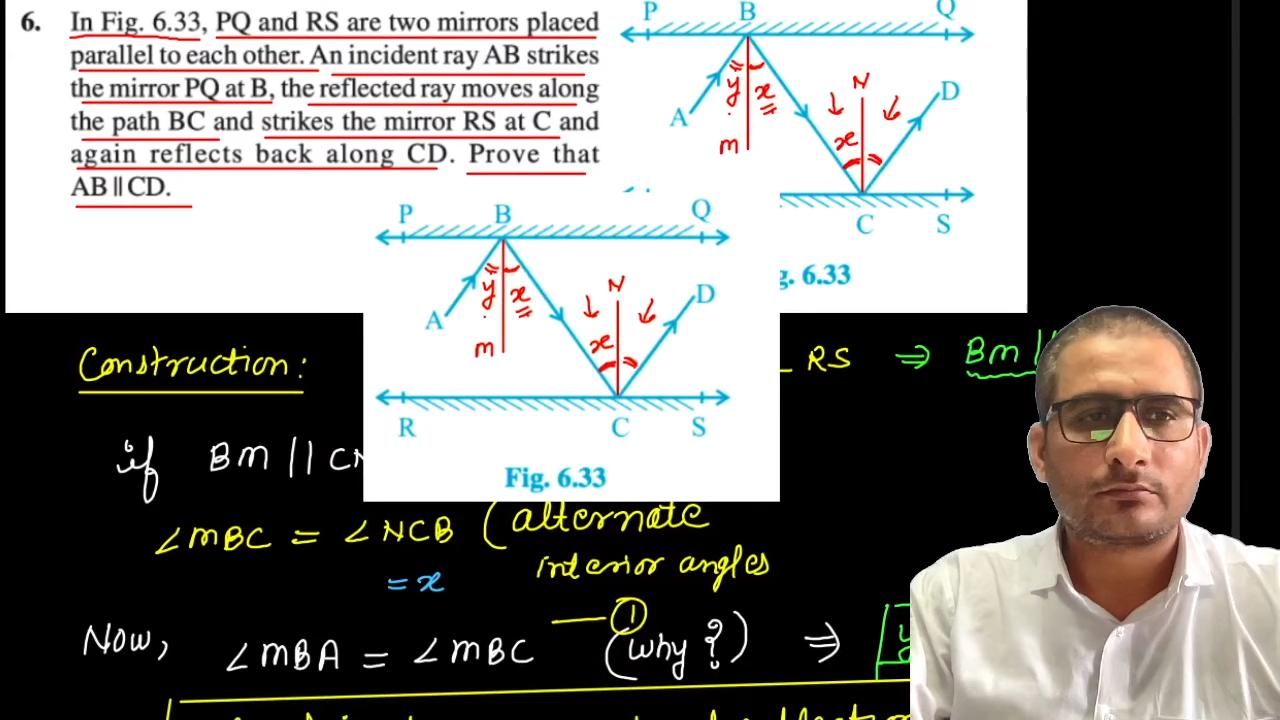 6. In Fig. 6.33, PQ and RS are two mirrors placed
parallel to each other. An incident ray AB strikes
the mirror PQ at B, the reflected ray moves along
the path BC and strikes the mirror RS at C and
again reflects back along CD. Prove that
AB || CD.
P B Q
y x N
A x D
m
C S
g. 6.33
P B Q
y x N
A x D
m
R C S
Fig. 6.33
Construction: RS ⇒ Bm ||
if Bm || CN
∠mBC = ∠NCB (alternate
interior angles
= x
Now, ∠mBA = ∠mBC — ① (why?) ⇒ y